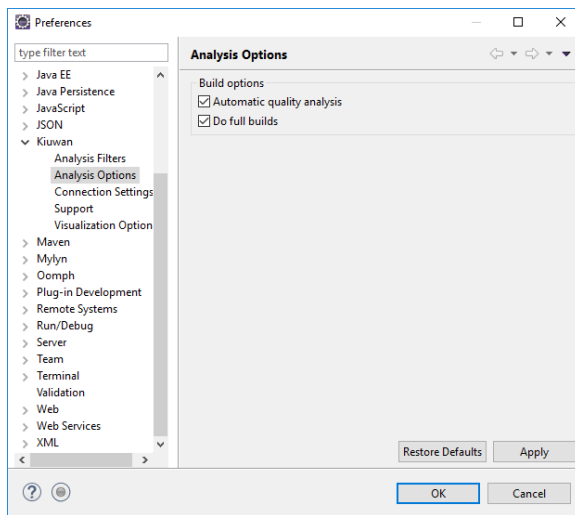 Preferences
type filter text
Java EE
Java Persistence
JavaScript
JSON
Kiuwan
Analysis Filters
Analysis Options
Connection Settings
Support
Visualization Option
Maven
Mylyn
Oomph
Plug-in Development
Remote Systems
Run/Debug
Server
Team
Terminal
Validation
Web
Web Services
XML
Analysis Options
Build options
Automatic quality analysis
Do full builds
Restore Defaults Apply
OK Cancel